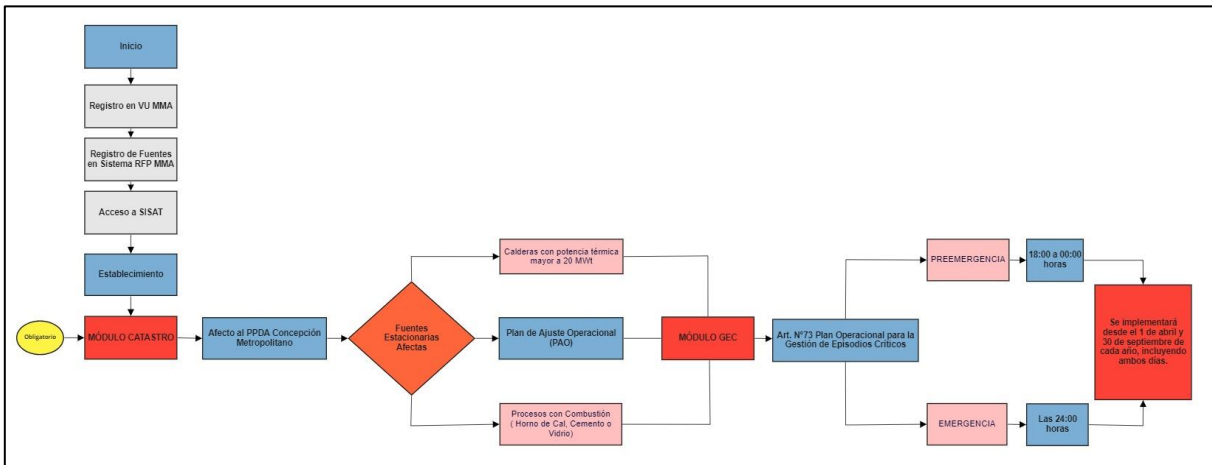 Inicio
Registro en VU MMA
Registro de Fuentes
en Sistema RFP MMA
Acceso a SISAT
Establecimiento
Obligatorio
MÓDULO CATASTRO
Afecto al PPDA Concepción
Metropolitano
Fuentes
Estacionarias
Afectas
Calderas con potencia térmica
mayor a 20 MWt
Plan de Ajuste Operacional
(PAO)
Procesos con Combustión
( Horno de Cal, Cemento o
Vidrio)
MÓDULO GEC
Art. N°73 Plan Operacional para la
Gestión de Episodios Críticos
PREEMERGENCIA
18:00 a 00:00
horas
EMERGENCIA
Las 24:00
horas
Se implementará
desde el 1 de abril y
30 de septiembre de
cada año, incluyendo
ambos días.